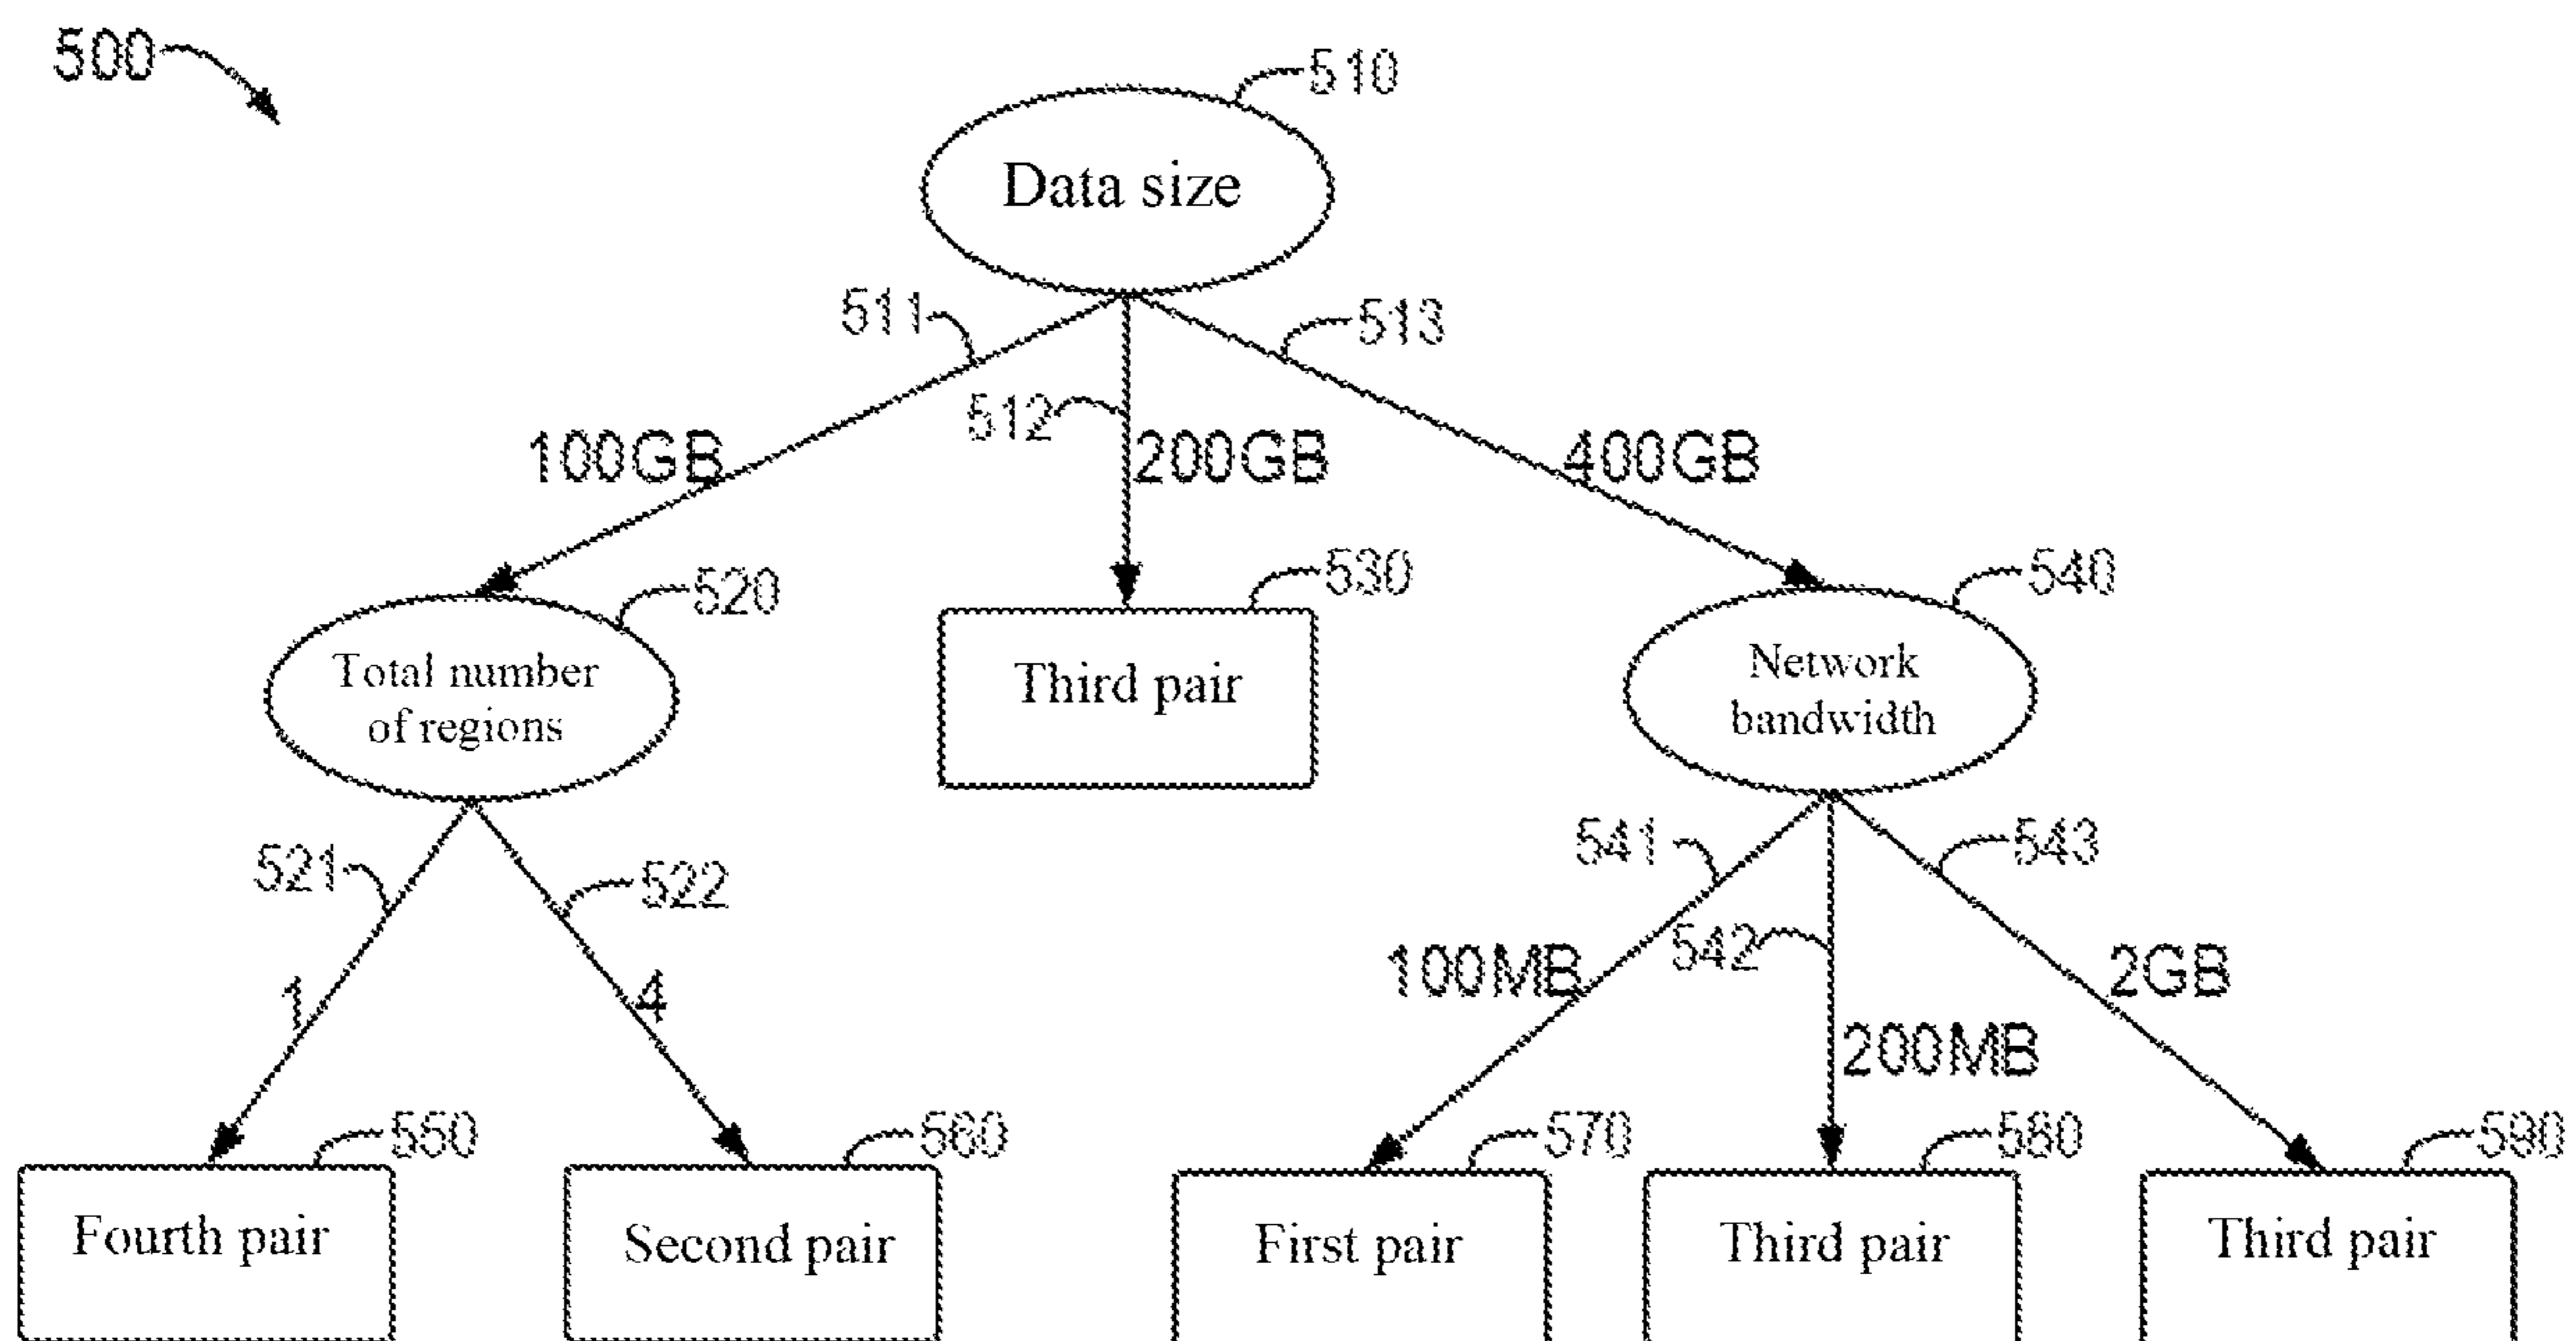 500
510
Data size
511
513
512
100GB
200GB
400GB
520
530
540
Total number
of regions
Third pair
Network
bandwidth
521
522
541
543
542
1
4
100MB
2GB
200MB
550
560
570
580
590
Fourth pair
Second pair
First pair
Third pair
Third pair